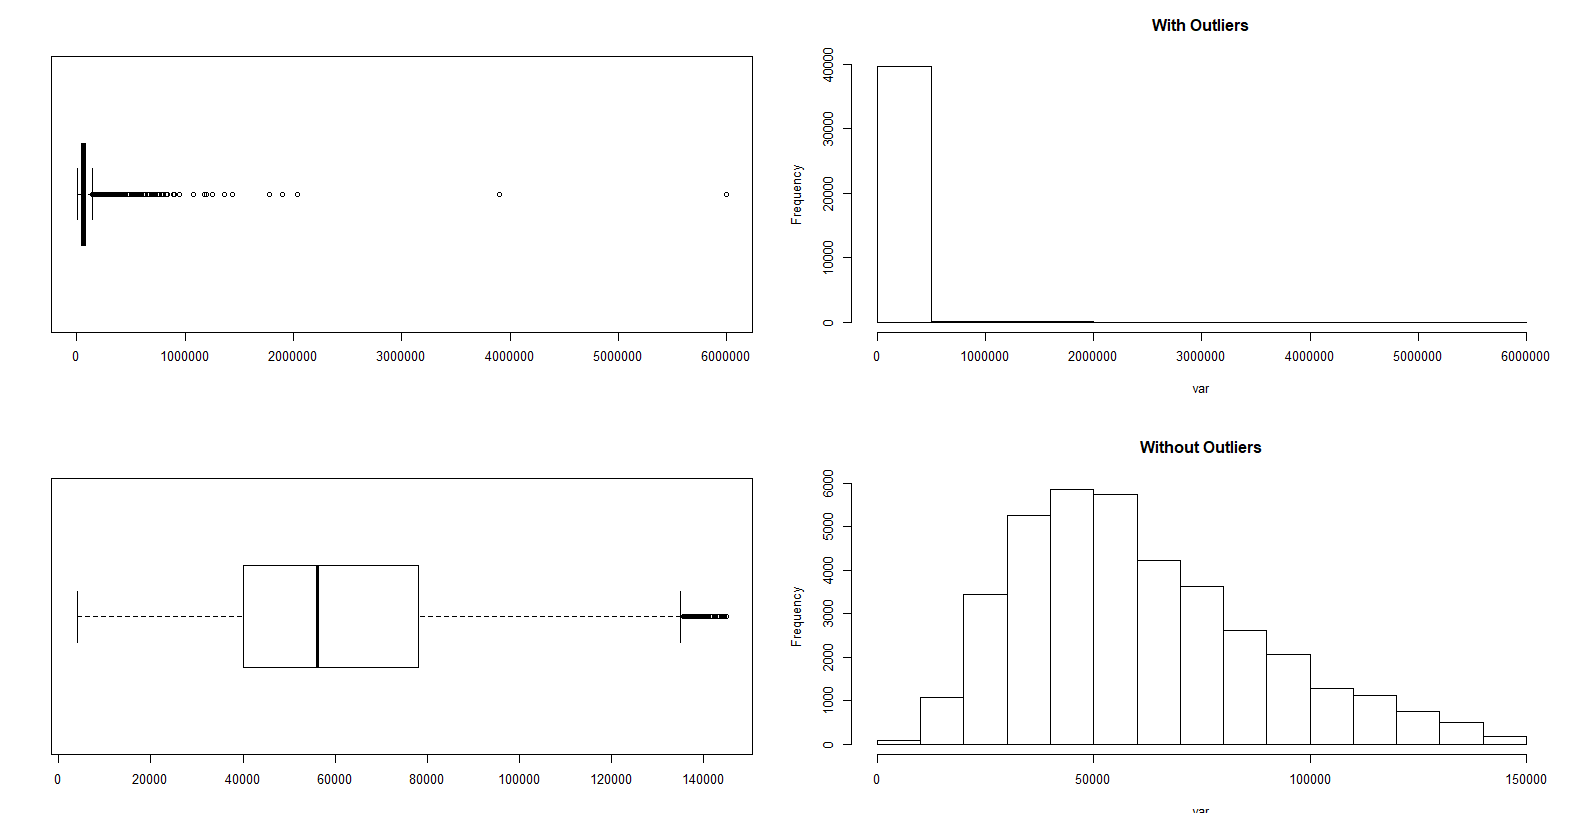 0 1000000 2000000 3000000 4000000 5000000 6000000
With Outliers
Frequency
0 10000 20000 30000 40000
0 1000000 2000000 3000000 4000000 5000000 6000000
var
0 20000 40000 60000 80000 100000 120000 140000
Without Outliers
Frequency
0 1000 2000 3000 4000 5000 6000
0 50000 100000 150000
var